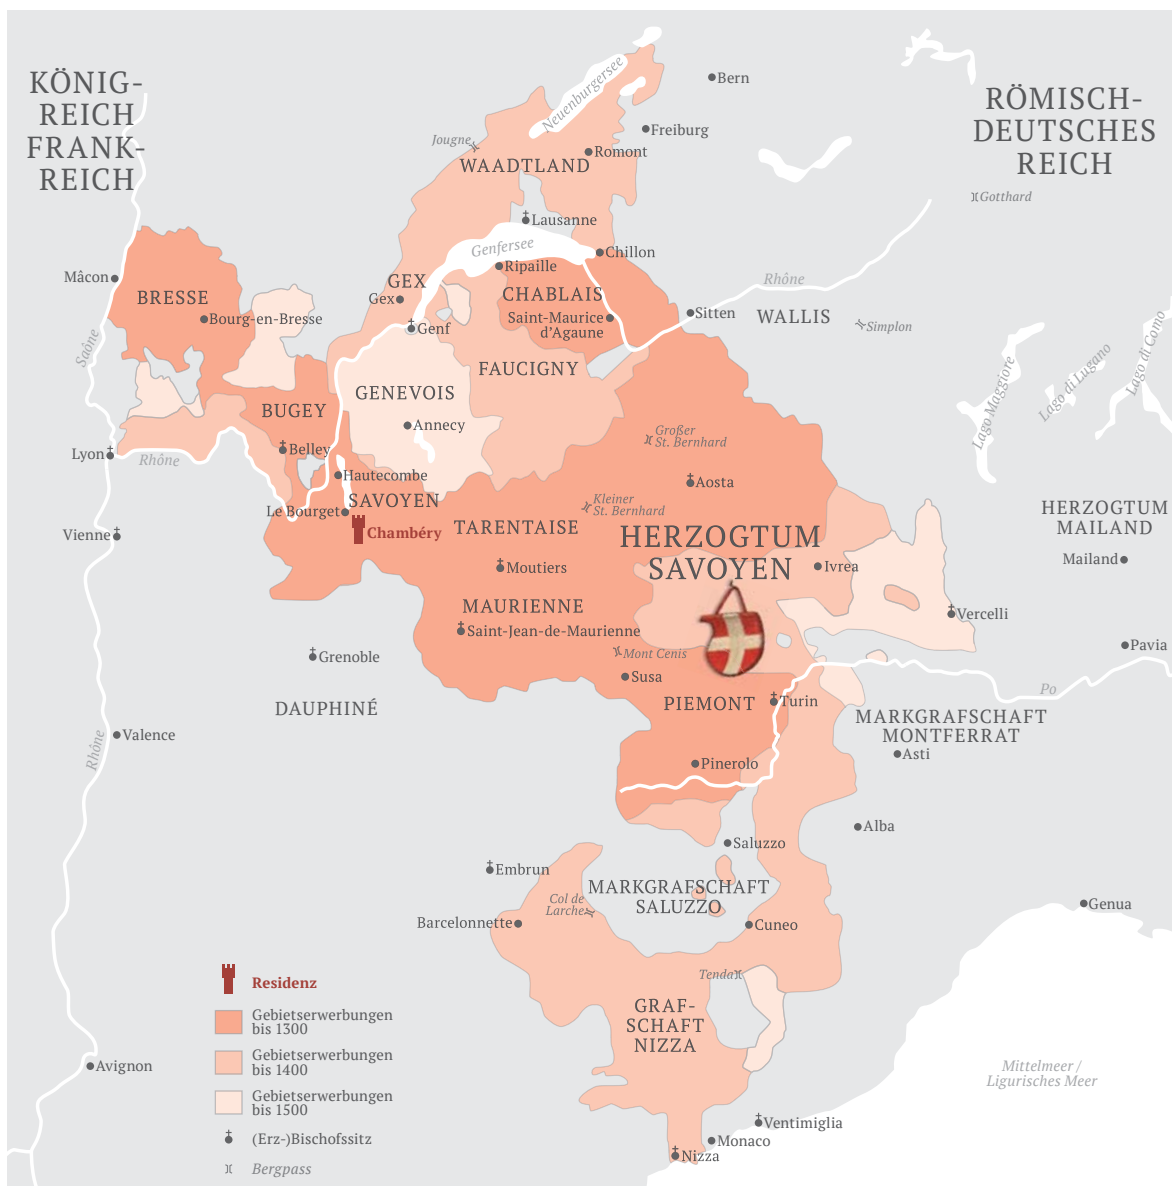 KÖNIG-
REICH
FRANK-
REICH
RÖMISCH-
DEUTSCHES
REICH
Bern
Neuenburgersee
Freiburg
Jougne
Romont
WAADTLAND
Gotthard
Lausanne
Genfersee
Chillon
Mâcon
Ripaille
GEX
Gex
CHABLAIS
BRESSE
Rhône
Bourg-en-Bresse
Saint-Maurice
d'Agaune
Sitten
WALLIS
Simplon
Genf
Saône
FAUCIGNY
GENEVOIS
Lago Maggiore
Lago di Lugano
Lago di Como
BUGEY
Annecy
Großer
St. Bernhard
Belley
Lyon
Rhône
Hautecombe
Aosta
SAVOYEN
Le Bourget
Kleiner
St. Bernhard
HERZOGTUM
MAILAND
Chambéry
TARENTAISE
HERZOGTUM
SAVOYEN
Vienne
Mailand
Moutiers
Ivrea
MAURIENNE
Vercelli
Saint-Jean-de-Maurienne
Mont Cenis
Pavia
Grenoble
Susa
Po
PIEMONT
Turin
DAUPHINÉ
MARKGRAFSCHAFT
MONTFERRAT
Valence
Rhône
Asti
Pinerolo
Alba
Saluzzo
Embrun
MARKGRAFSCHAFT
SALUZZO
Col de
Larche
Genua
Barcelonnette
Cuneo
Tenda
GRAF-
SCHAFT
NIZZA
Residenz
Gebietserwerbungen
bis 1300
Gebietserwerbungen
bis 1400
Gebietserwerbungen
bis 1500
(Erz-)Bischofssitz
Bergpass
Avignon
Mittelmeer /
Ligurisches Meer
Ventimiglia
Monaco
Nizza